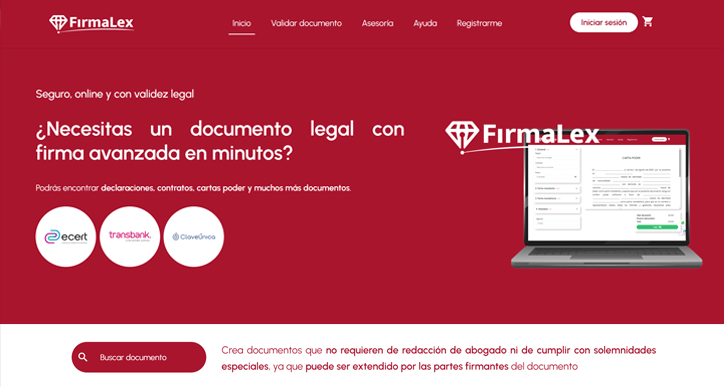 FIRMALEX
Inicio
Validar documento
Asesoría
Ayuda
Registrarme
Iniciar sesión
Seguro, online y con validez legal
¿Necesitas un documento legal con
firma avanzada en minutos?
Podrás encontrar declaraciones, contratos, cartas poder y muchos más documentos.
ecert
transbank.
ClaveÚnica
FIRMALEX
CARTA PODER
Buscar documento
Crea documentos que no requieren de redacción de abogado ni de cumplir con solemnidades
especiales, ya que puede ser extendido por las partes firmantes del documento